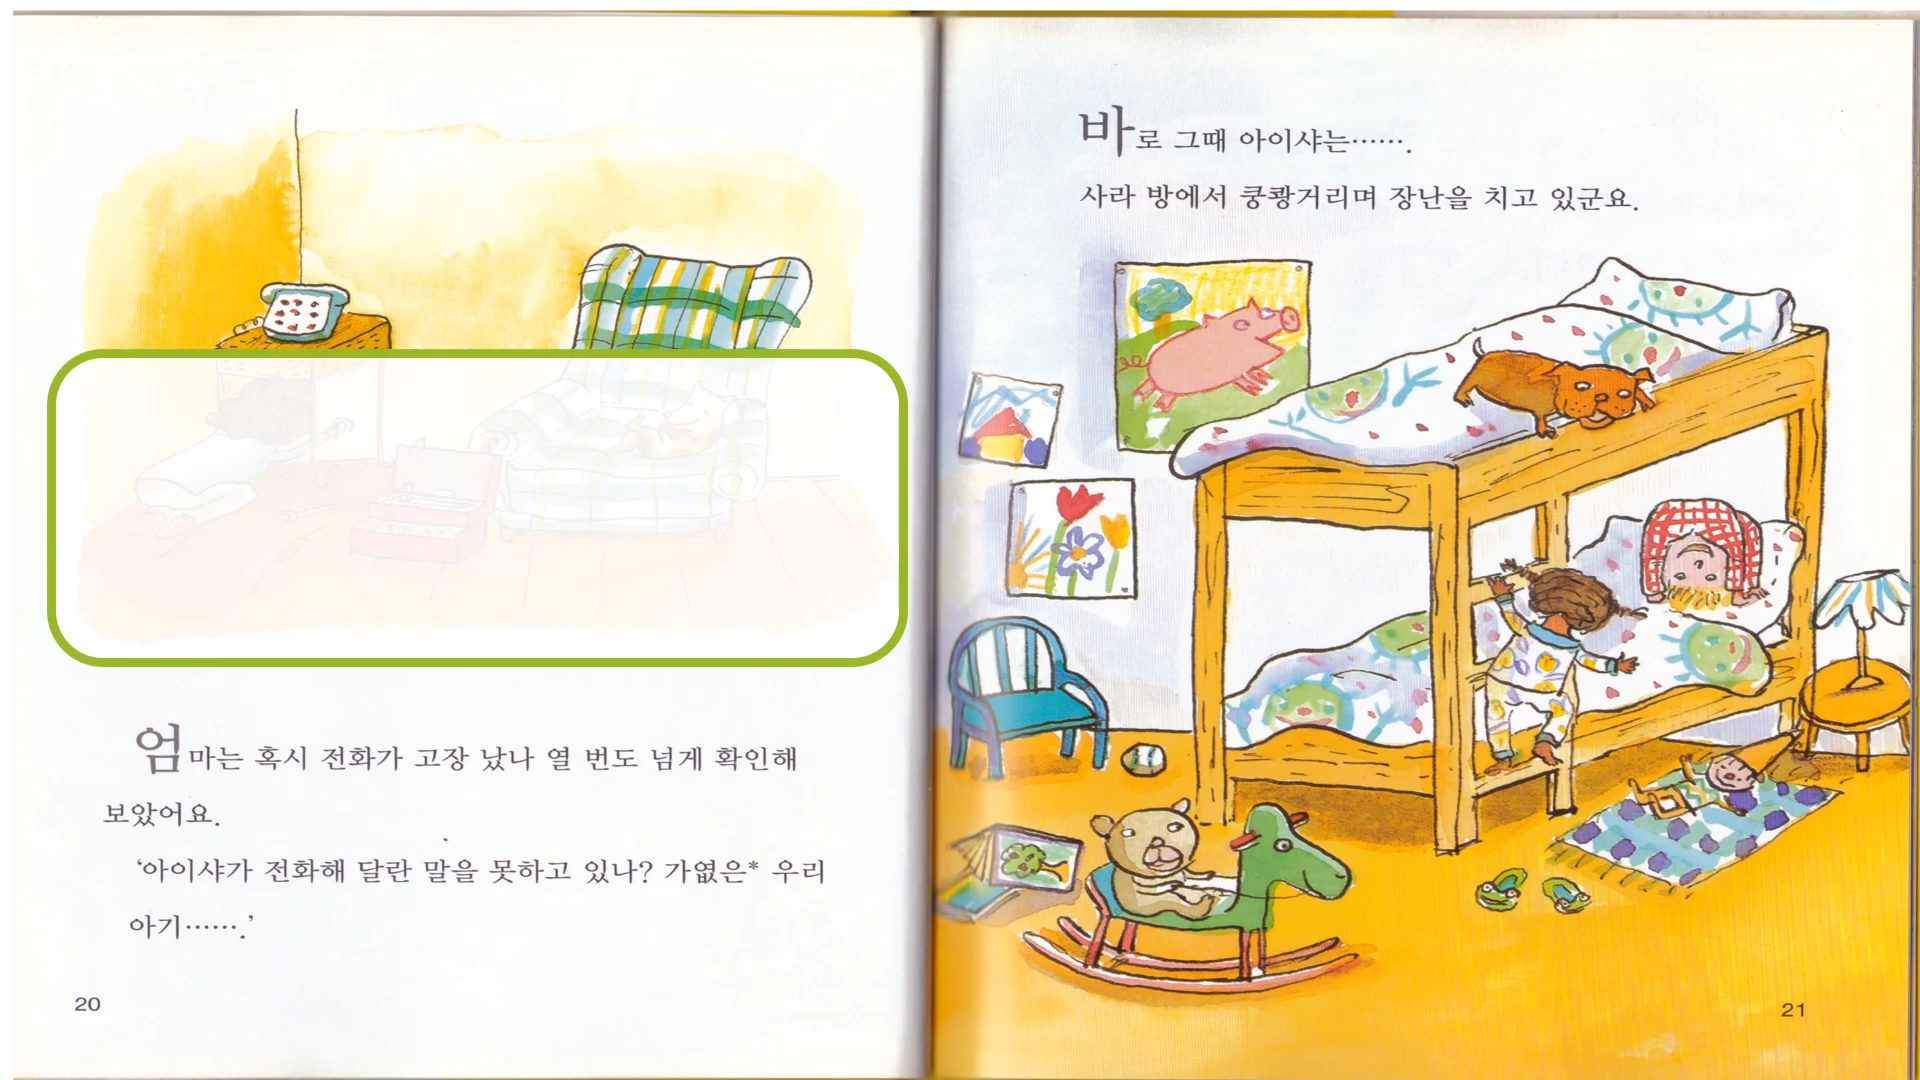 엄마는 혹시 전화가 고장 났나 열 번도 넘게 확인해
보았어요.
‘아이샤가 전화해 달란 말을 못하고 있나? 가엾은* 우리
아기…….’
20
바로 그때 아이샤는…….
사라 방에서 쿵쾅거리며 장난을 치고 있군요.
21